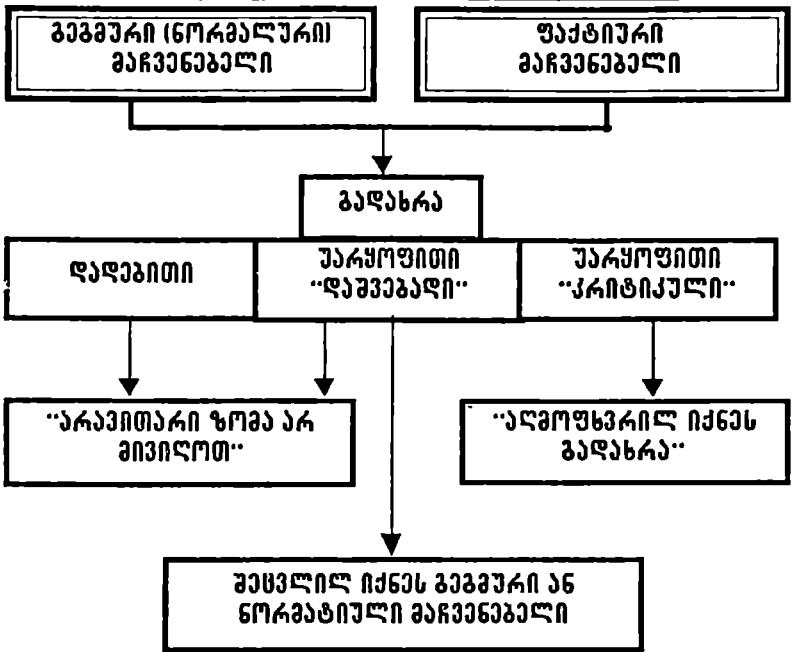 გეგმური (ნორმალური)
მაჩვენებელი
ფაქტიური
მაჩვენებელი
გადახრა
დადებითი
უარყოფითი
"დაშვებადი"
უარყოფითი
"კრიტიკული"
"არავითარი ზომა არ
მივიღოთ"
"აღმოფხვრილ იქნეს
გადახრა"
შეცვლილ იქნეს გეგმური ან
ნორმატიული მაჩვენებელი